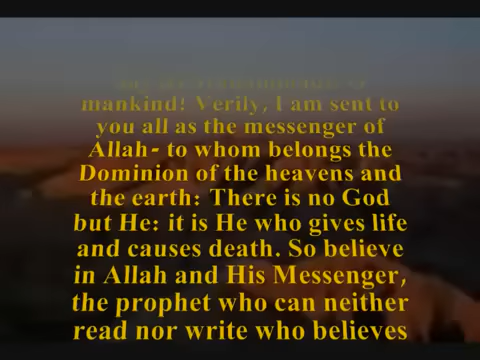 mankind! Verily, I am sent to
you all as the messenger of
Allah- to whom belongs the
Dominion of the heavens and
the earth: There is no God
but He: it is He who gives life
and causes death. So believe
in Allah and His Messenger,
the prophet who can neither
read nor write who believes